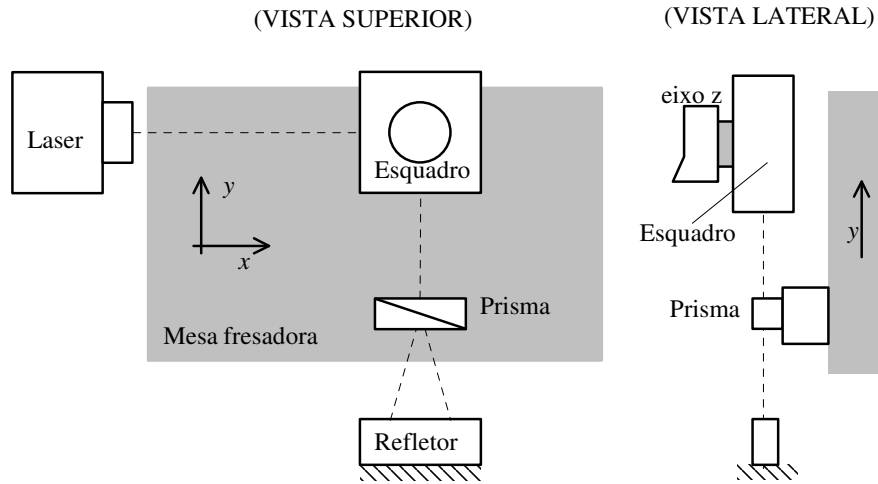 (VISTA SUPERIOR)
(VISTA LATERAL)
Laser
Esquadro
y
x
Prisma
Mesa fresadora
Refletor
eixo z
Esquadro
y
Prisma